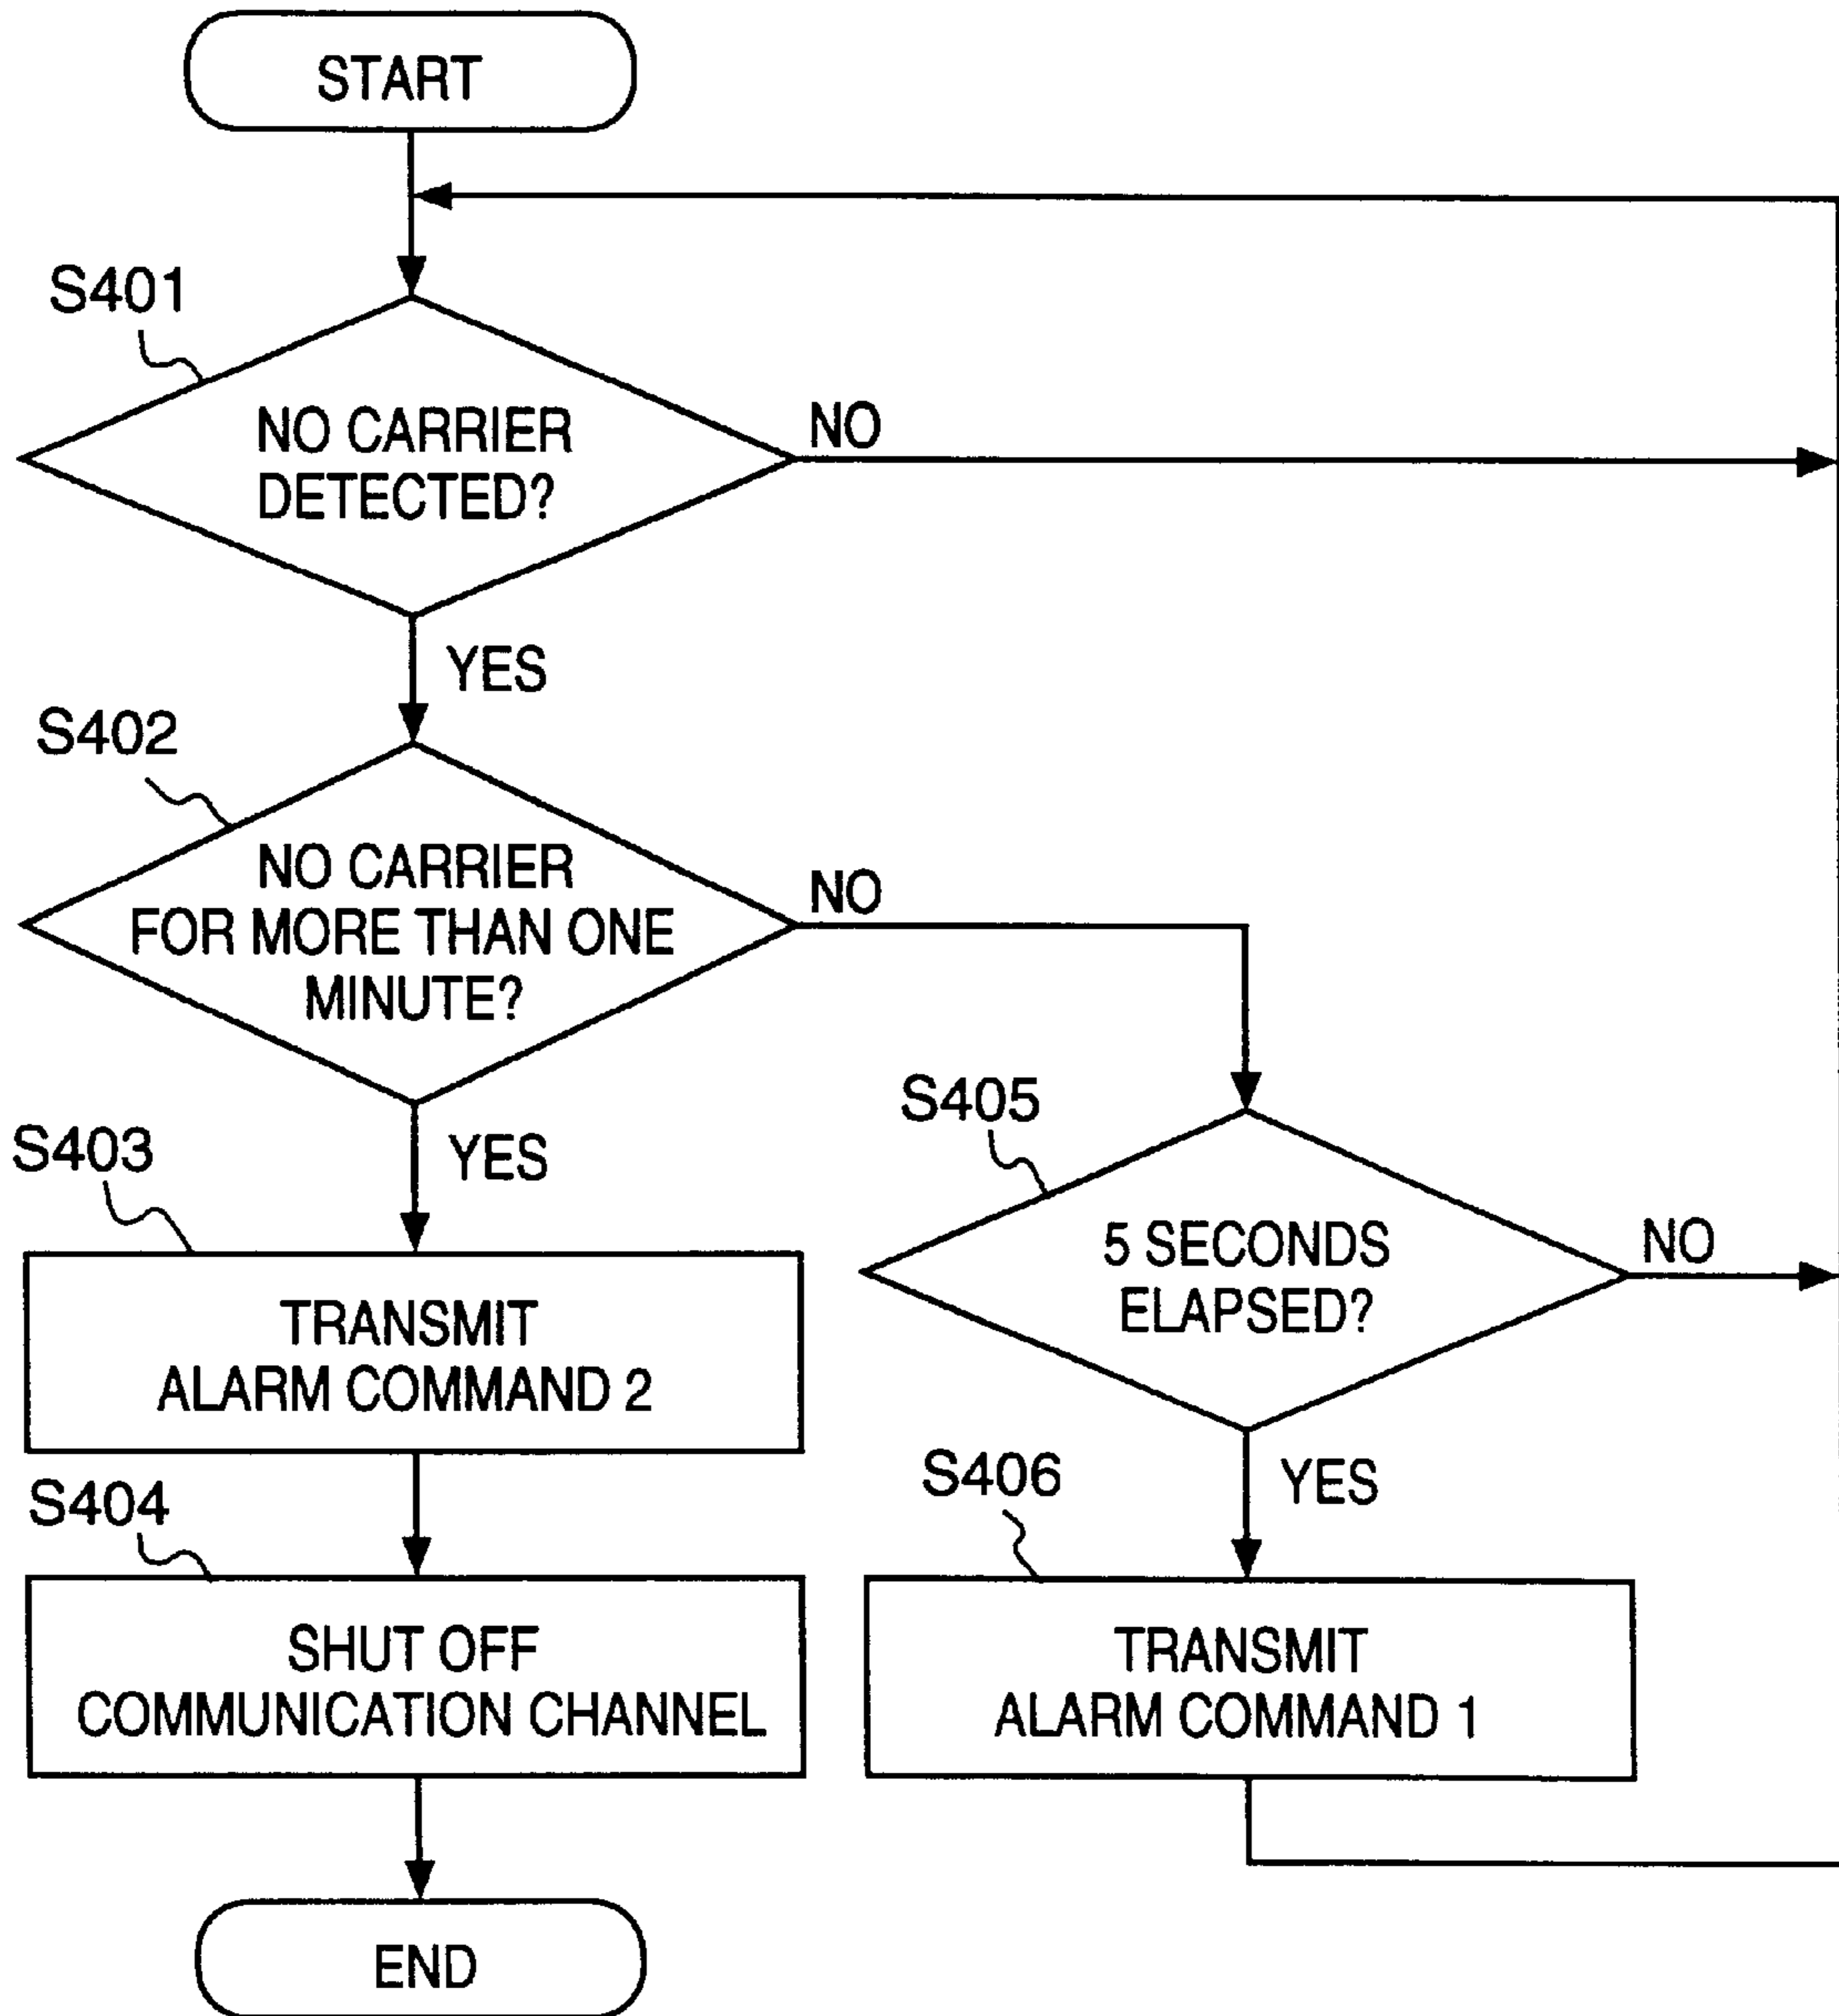 START
S401
NO CARRIER
DETECTED?
NO
YES
S402
NO CARRIER
FOR MORE THAN ONE
MINUTE?
NO
YES
S403
TRANSMIT
ALARM COMMAND 2
S404
SHUT OFF
COMMUNICATION CHANNEL
END
S405
5 SECONDS
ELAPSED?
NO
YES
S406
TRANSMIT
ALARM COMMAND 1